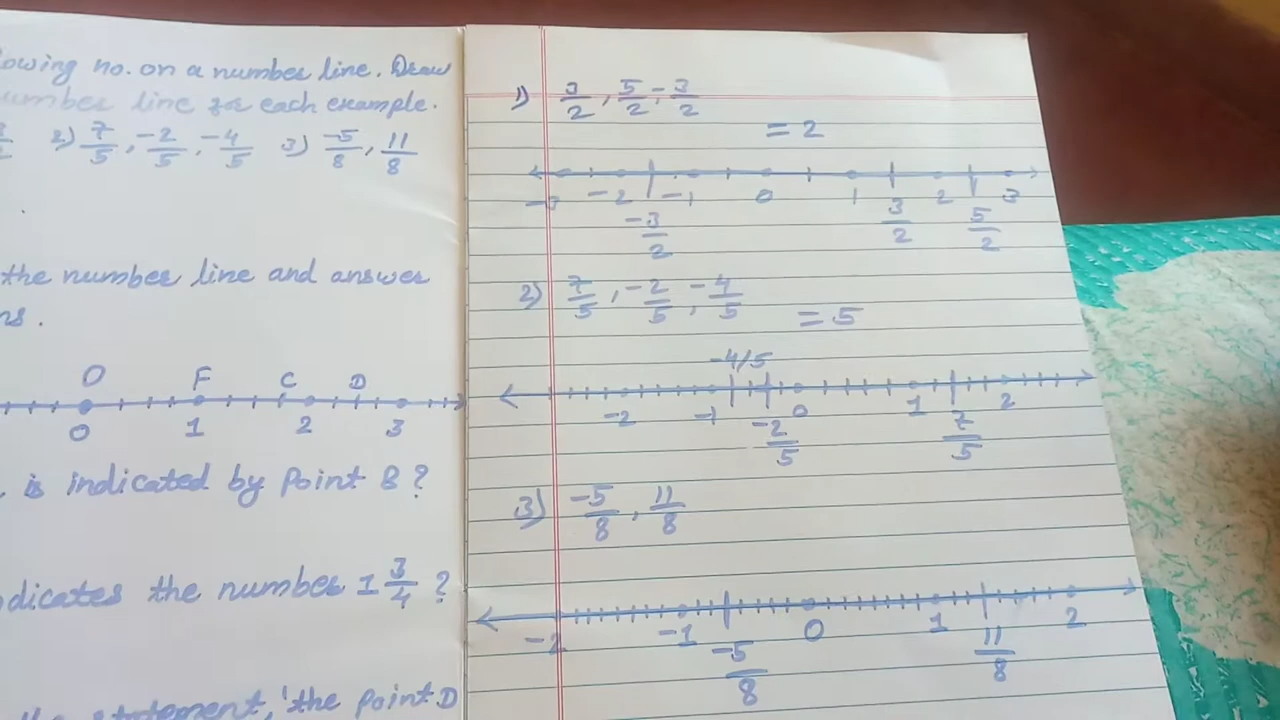 lowing no. on a number line. Draw
number line for each example.
2) 7/5, -2/5, -4/5 3) -5/8, 11/8
the number line and answer
ns.
O F C D
0 1 2 3
is indicated by Point B?
dicates the number 1 3/4?
statement, 'the point D
1) 3/2, 5/2, -3/2
= 2
-2 -1 0 1 2 3
-3/2 3/2 5/2
2) 7/5, -2/5, -4/5
= 5
-4/5
-2 -1 0 1 2
-2/5 7/5
3) -5/8, 11/8
-2 -1 0 1 2
-5/8 11/8